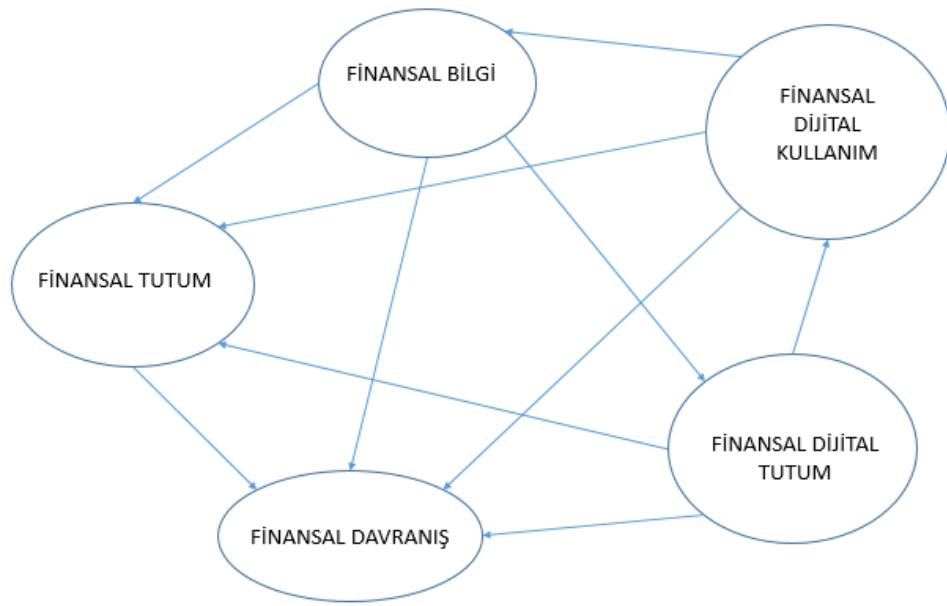 FİNANSAL BİLGİ
FİNANSAL
DİJİTAL
KULLANIM
FİNANSAL TUTUM
FİNANSAL DİJİTAL
TUTUM
FİNANSAL DAVRANIŞ